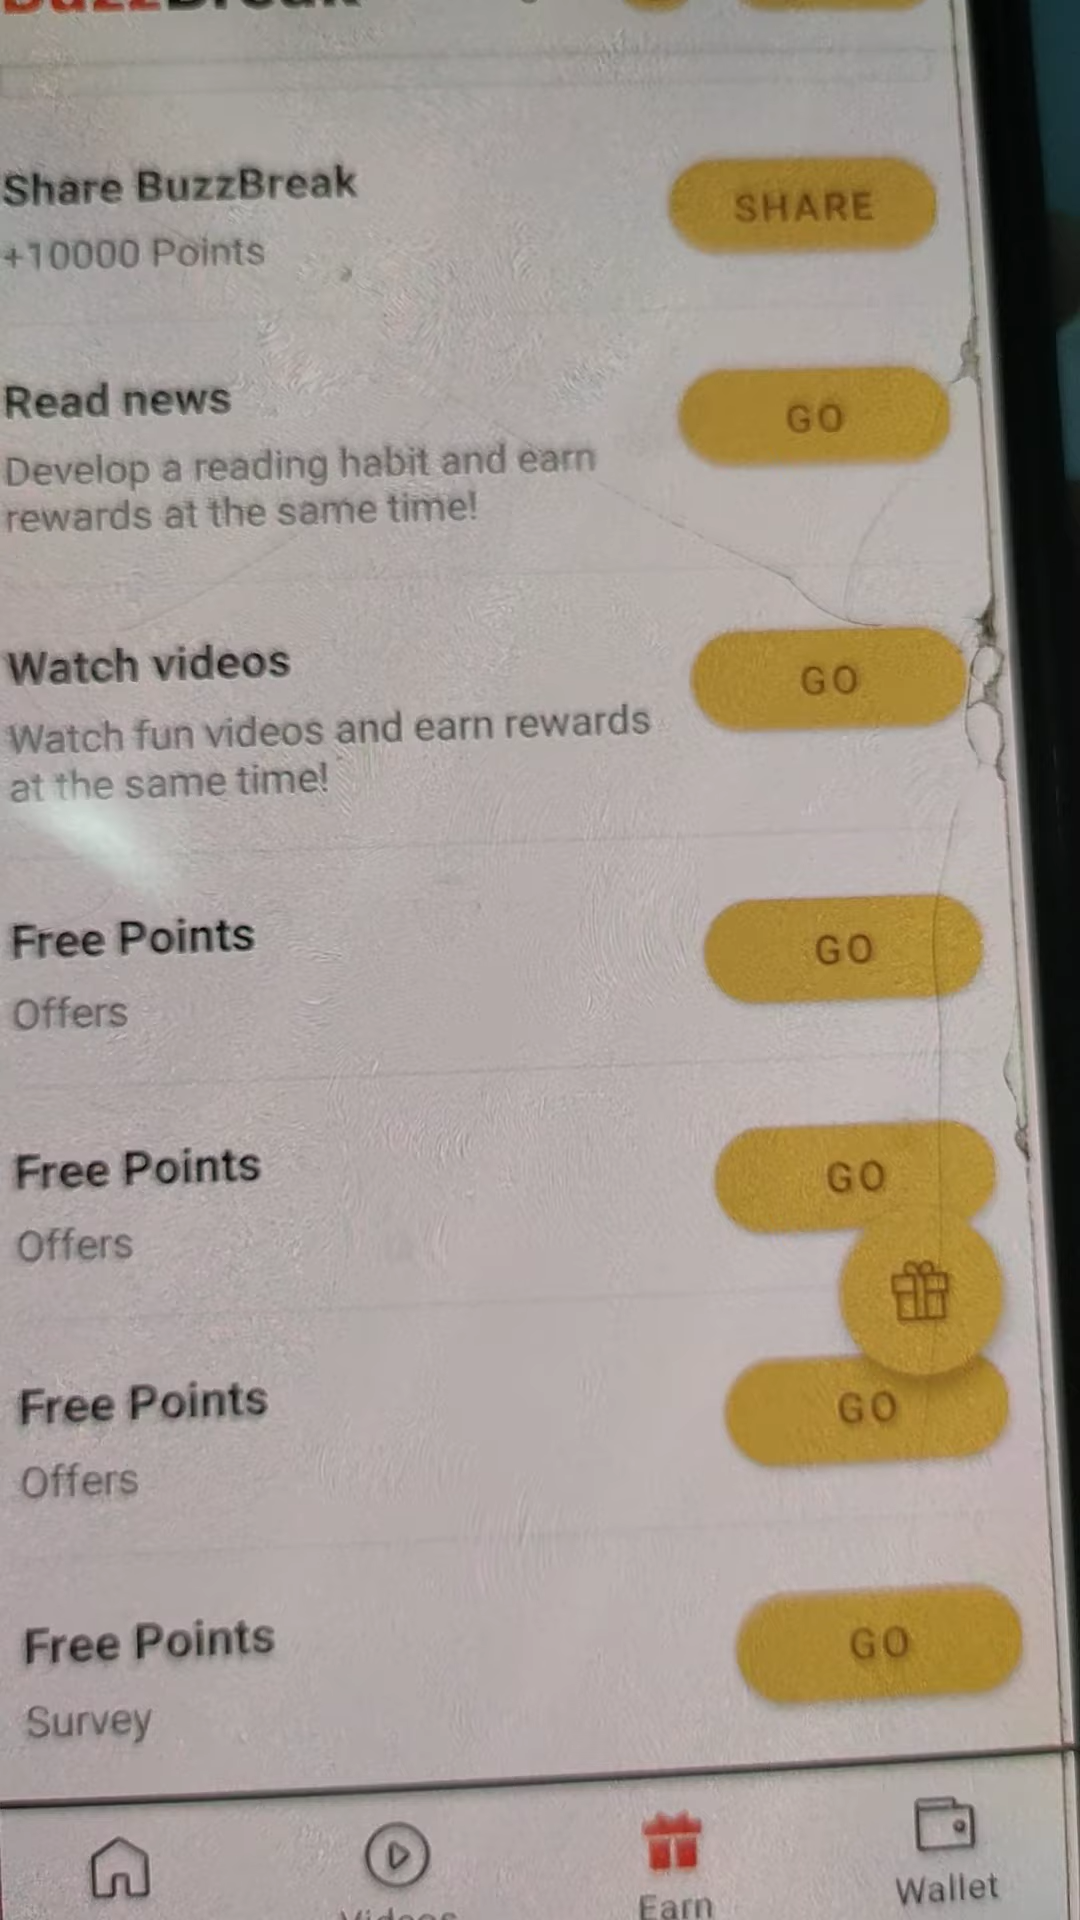 BuzzBreak
Share BuzzBreak
+10000 Points
SHARE
Read news
Develop a reading habit and earn
rewards at the same time!
GO
Watch videos
Watch fun videos and earn rewards
at the same time!
GO
Free Points
Offers
GO
Free Points
Offers
GO
Free Points
Offers
GO
Free Points
Survey
GO
Videos
Earn
Wallet